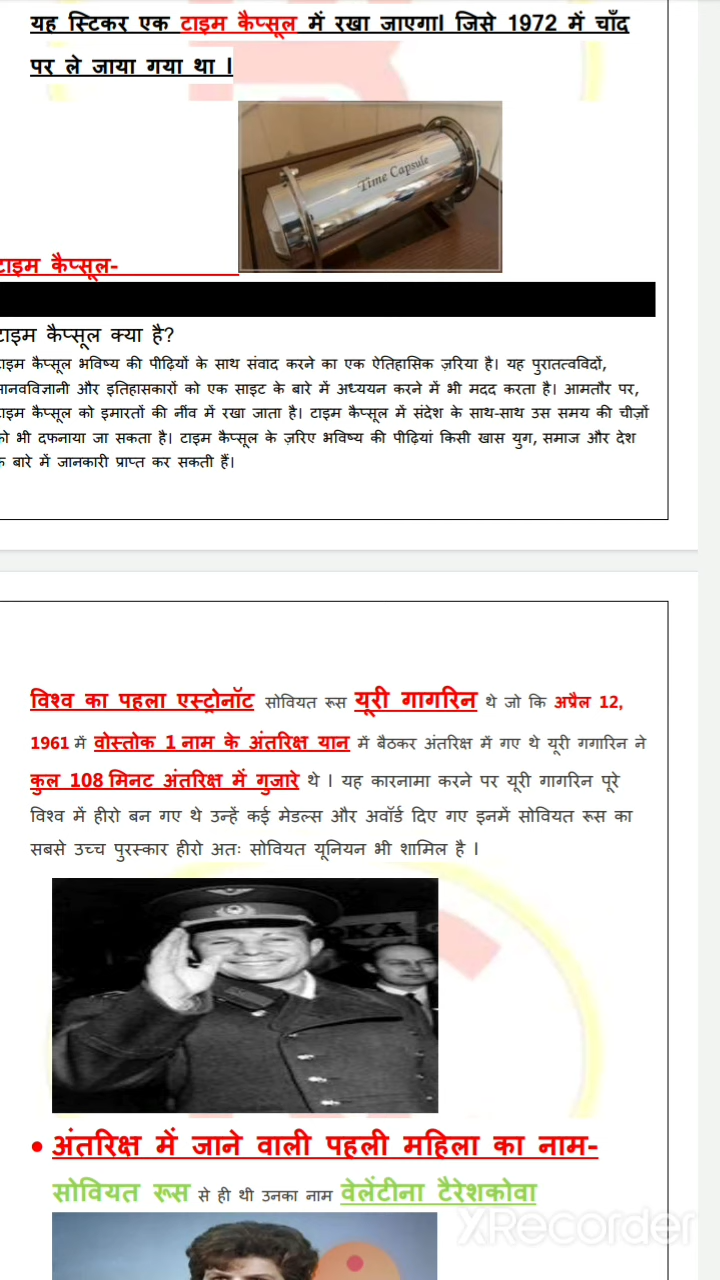 यह स्टिकर एक टाइम कैप्सूल में रखा जाएगा। जिसे 1972 में चाँद
पर ले जाया गया था ।
Time Capsule
टाइम कैप्सूल-
टाइम कैप्सूल क्या है?
टाइम कैप्सूल भविष्य की पीढ़ियों के साथ संवाद करने का एक ऐतिहासिक ज़रिया है। यह पुरातत्वविदों,
मानवविज्ञानी और इतिहासकारों को एक साइट के बारे में अध्ययन करने में भी मदद करता है। आमतौर पर,
टाइम कैप्सूल को इमारतों की नींव में रखा जाता है। टाइम कैप्सूल में संदेश के साथ-साथ उस समय की चीज़ों
को भी दफनाया जा सकता है। टाइम कैप्सूल के ज़रिए भविष्य की पीढ़ियां किसी खास युग, समाज और देश
के बारे में जानकारी प्राप्त कर सकती हैं।
विश्व का पहला एस्ट्रोनॉट सोवियत रूस यूरी गागरिन थे जो कि अप्रैल 12,
1961 में वोस्तोक 1 नाम के अंतरिक्ष यान में बैठकर अंतरिक्ष में गए थे यूरी गगारिन ने
कुल 108 मिनट अंतरिक्ष में गुजारे थे । यह कारनामा करने पर यूरी गागरिन पूरे
विश्व में हीरो बन गए थे उन्हें कई मेडल्स और अवॉर्ड दिए गए इनमें सोवियत रूस का
सबसे उच्च पुरस्कार हीरो अतः सोवियत यूनियन भी शामिल है ।
• अंतरिक्ष में जाने वाली पहली महिला का नाम-
सोवियत रूस से ही थी उनका नाम वेलेंटीना टैरेशकोवा
XRecorder